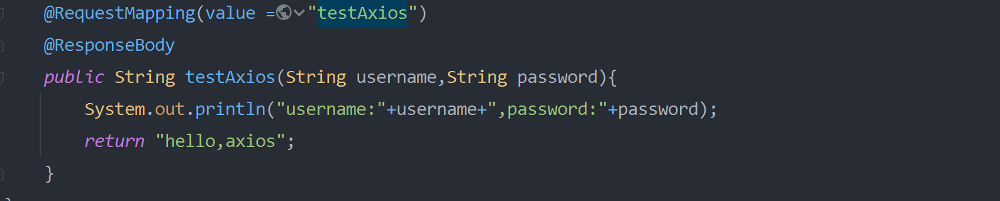 @RequestMapping(value ="testAxios")
@ResponseBody
public String testAxios(String username,String password){
System.out.println("username:"+username+",password:"+password);
return "hello,axios";
}
}